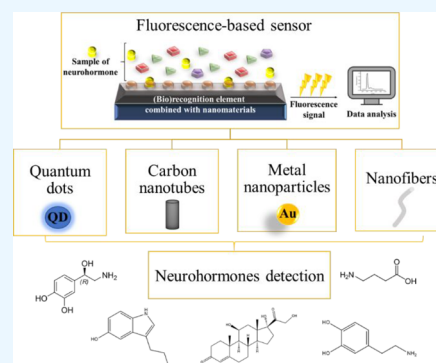 Fluorescence-based sensor
Sample of
neurohormone
(Bio)recognition element
combined with nanomaterials
Fluorescence
signal
Data analysis
Quantum
dots
QD
Carbon
nanotubes
Metal
nanoparticles
Au
Nanofibers
Neurohormones detection
OH
NH2
(R)
HO
OH
H2N
O
OH
HO
H
N
HO
NH2